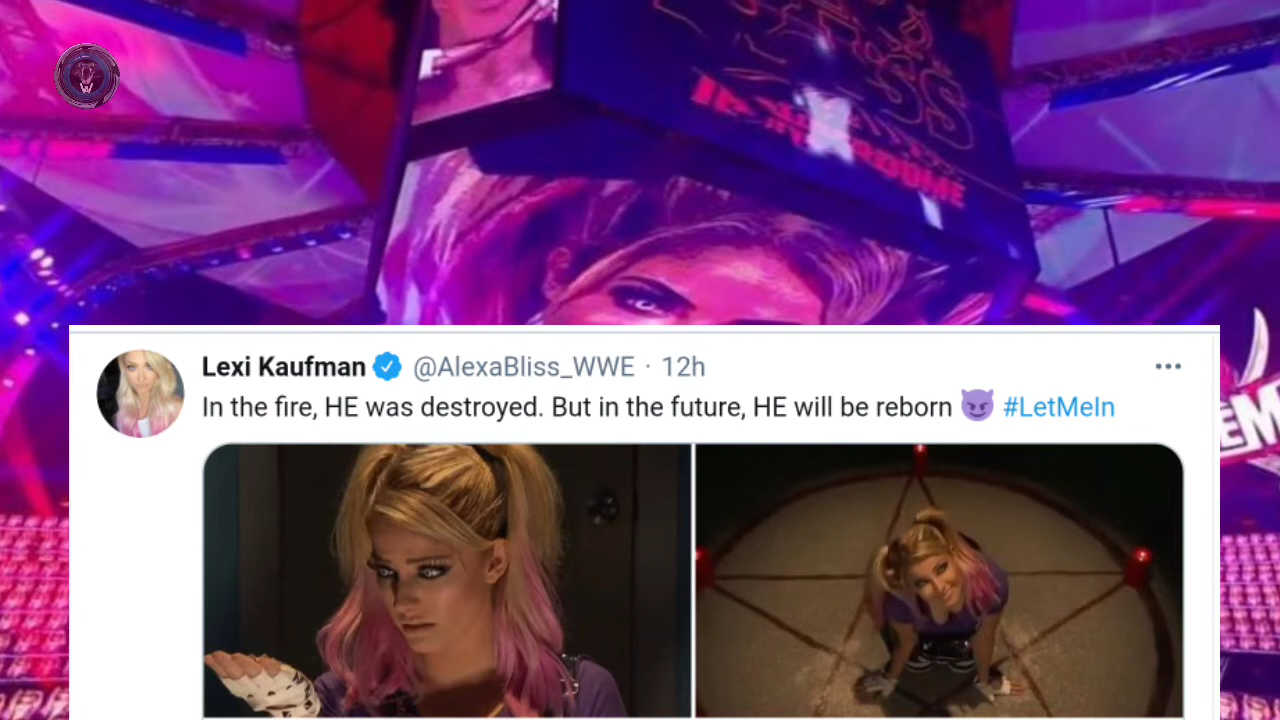 Lexi Kaufman @AlexaBliss_WWE · 12h
In the fire, HE was destroyed. But in the future, HE will be reborn 😈 #LetMeIn